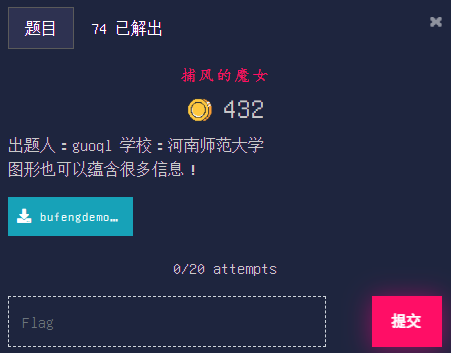 题目 74 已解出
捕风的魔女
432
出题人：guoql 学校：河南师范大学
图形也可以蕴含很多信息！
bufengdemo…
0/20 attempts
Flag 提交